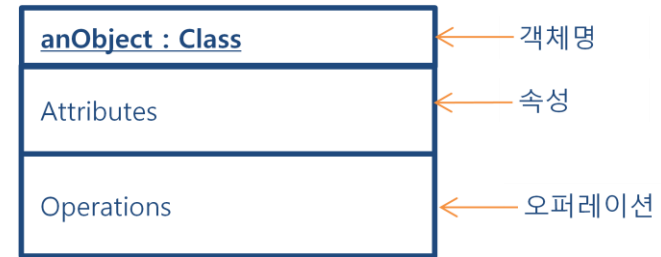 anObject : Class
객체명
Attributes
속성
Operations
오퍼레이션